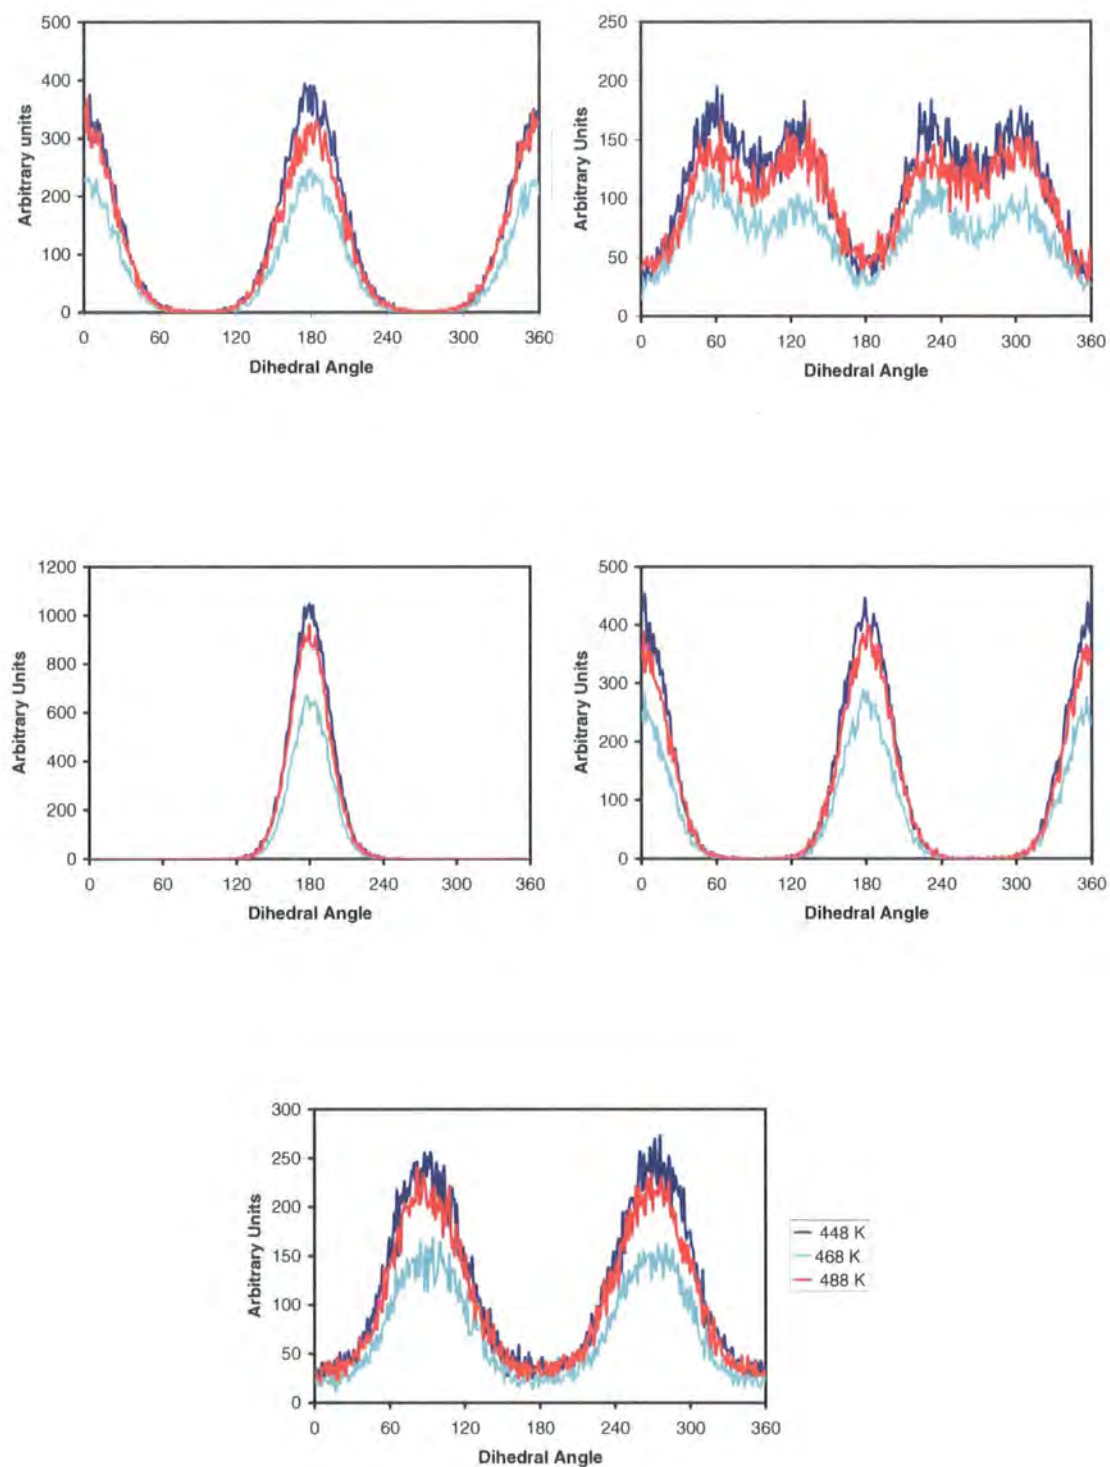 500
400
300
200
100
0
Arbitrary units
0 60 120 180 240 300 360
Dihedral Angle
250
200
150
100
50
0
Arbitrary Units
0 60 120 180 240 300 360
Dihedral Angle
1200
1000
800
600
400
200
0
Arbitrary Units
0 60 120 180 240 300 360
Dihedral Angle
500
400
300
200
100
0
Arbitrary Units
0 60 120 180 240 300 360
Dihedral Angle
300
250
200
150
100
50
0
Arbitrary Units
0 60 120 180 240 300 360
Dihedral Angle
448 K
468 K
488 K